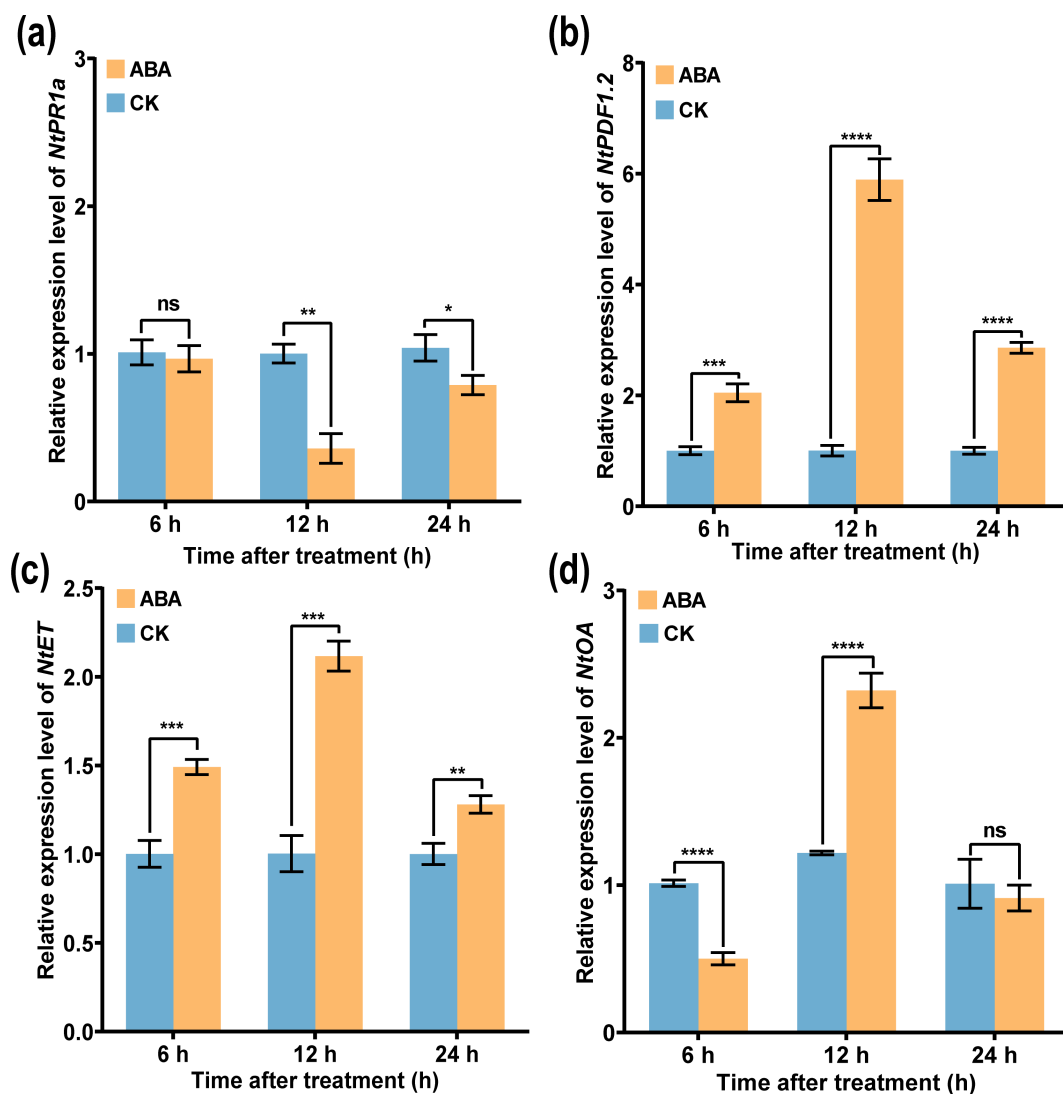 (a)
Relative expression level of NtPR1a
3
2
1
0
ABA
CK
ns
**
*
6 h
12 h
24 h
Time after treatment (h)
(b)
Relative expression level of NtPDF1.2
8
6
4
2
0
ABA
CK
***
****
****
6 h
12 h
24 h
Time after treatment (h)
(c)
Relative expression level of NtET
2.5
2.0
1.5
1.0
0.5
0.0
ABA
CK
***
***
**
6 h
12 h
24 h
Time after treatment (h)
(d)
Relative expression level of NtOA
3
2
1
0
ABA
CK
****
****
ns
6 h
12 h
24 h
Time after treatment (h)